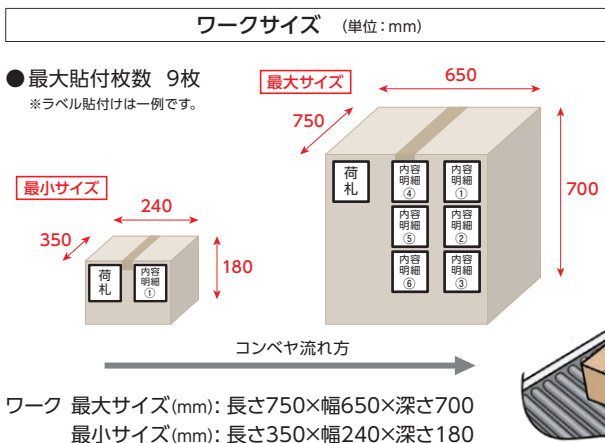 ワークサイズ (単位：mm)
●最大貼付枚数 9枚
※ラベル貼付けは一例です。
最大サイズ
650
750
700
荷札
内容明細④
内容明細①
内容明細⑤
内容明細②
内容明細⑥
内容明細③
最小サイズ
240
350
180
荷札
内容明細①
コンベヤ流れ方
ワーク 最大サイズ(mm)：長さ750×幅650×深さ700
最小サイズ(mm)：長さ350×幅240×深さ180